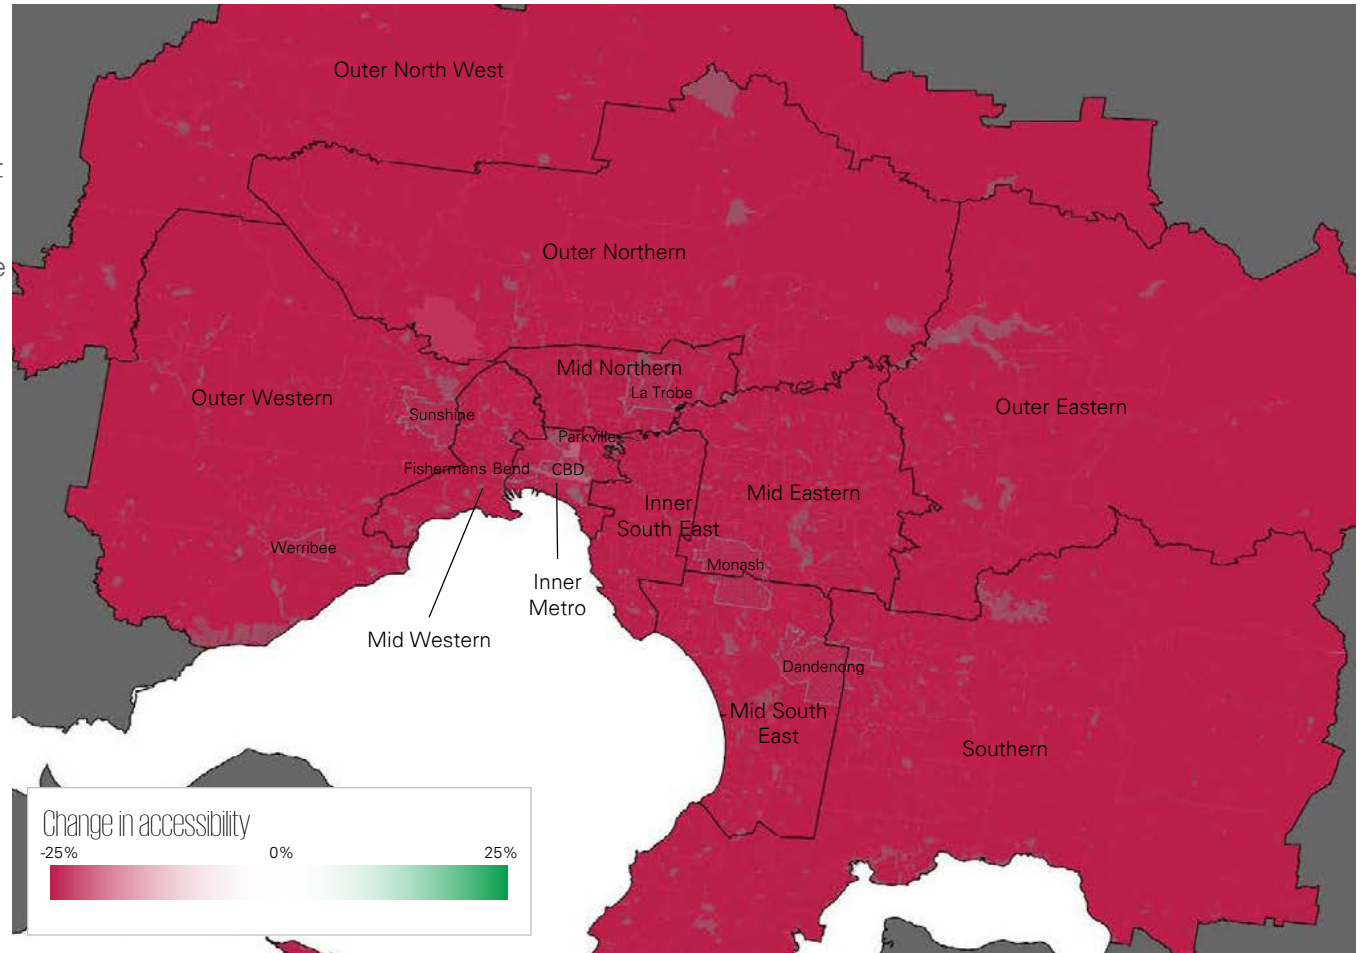 Outer North West
e
Outer Northern
Mid Northern
La Trobe
Outer Western
Outer Eastern
Sunshine
Parkville
Fishermans Bend
CBD
Mid Eastern
Inner
South East
Werribee
Monash
Inner
Metro
Mid Western
Dandenong
Mid South
East
Southern
Change in accessibility
-25%
0%
25%